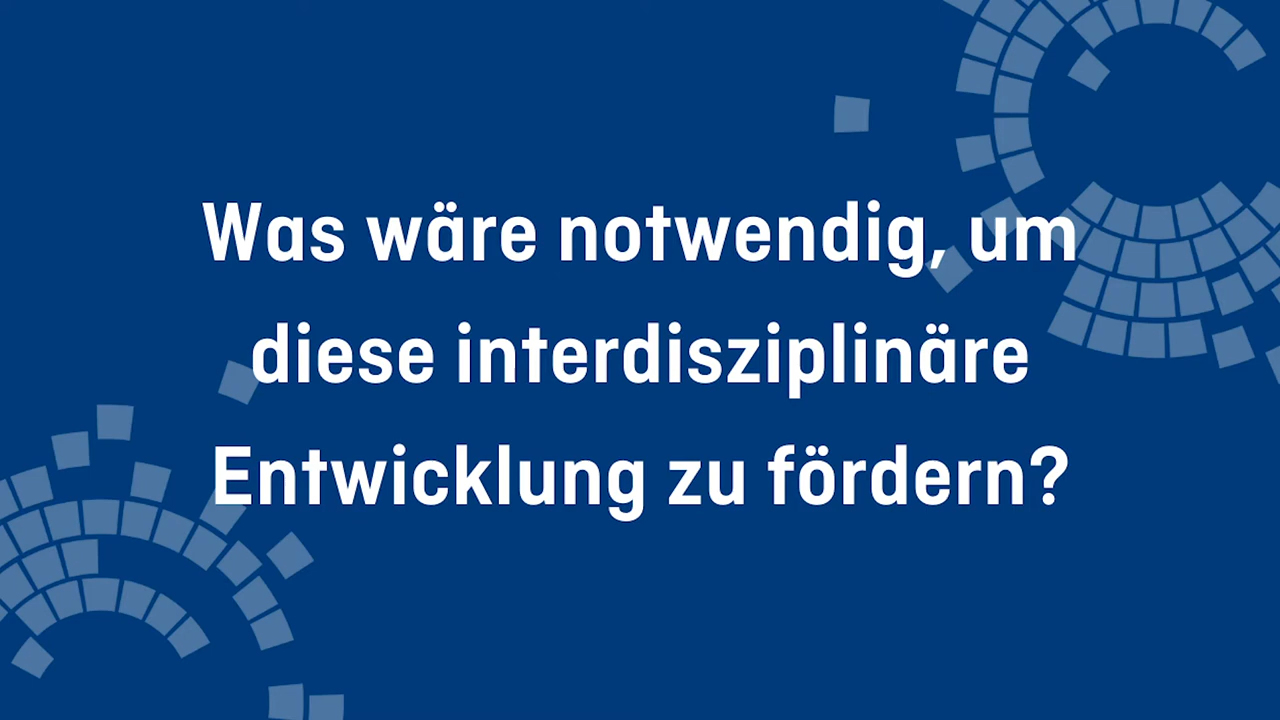 Was wäre notwendig, um
diese interdisziplinäre
Entwicklung zu fördern?